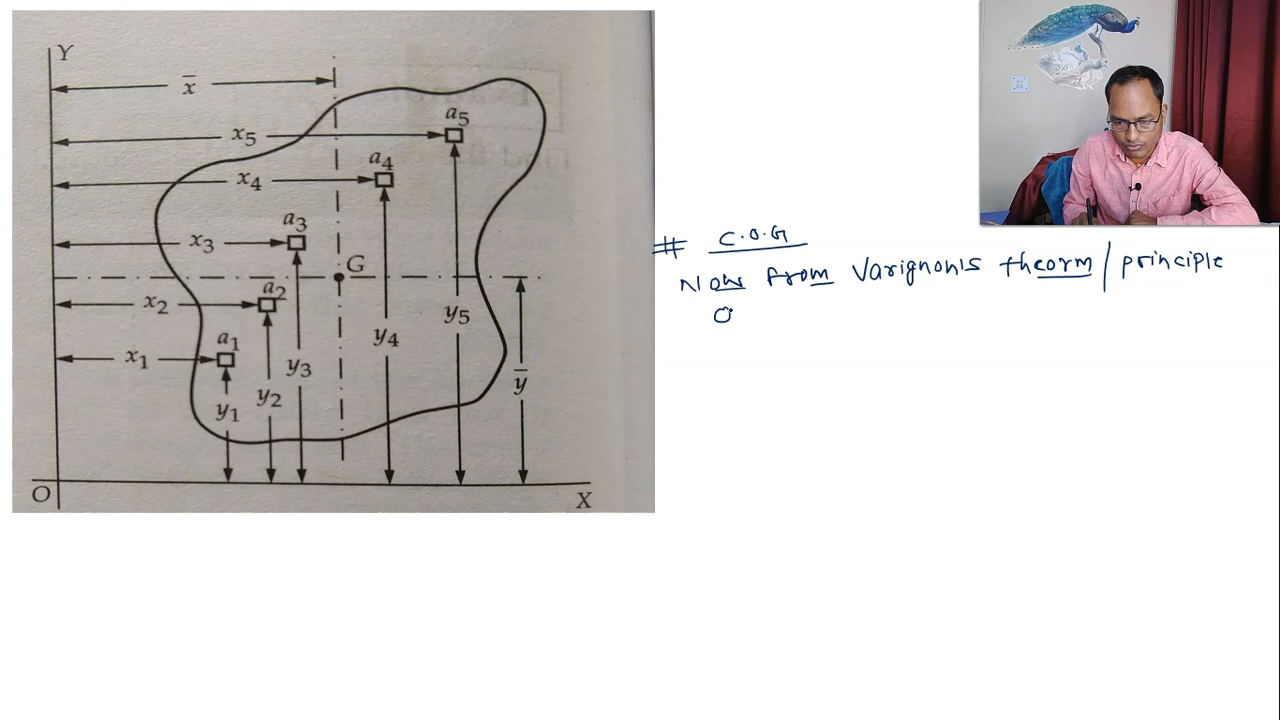 Y
x̄
a5
x5
a4
x4
a3
x3
G
a2
x2
y5
y4
a1
x1
y3
ȳ
y2
y1
O
X
# C.O.G
Now from Varignon's theorm/principle